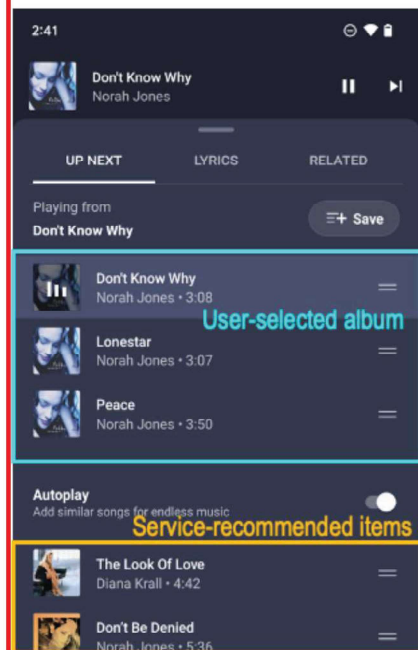 2:41
Don't Know Why
Norah Jones
UP NEXT LYRICS RELATED
Playing from
Don't Know Why
Save
Don't Know Why
Norah Jones • 3:08
User-selected album
Lonestar
Norah Jones • 3:07
Peace
Norah Jones • 3:50
Autoplay
Add similar songs for endless music
Service-recommended items
The Look Of Love
Diana Krall • 4:42
Don't Be Denied
Norah Jones • 5:36